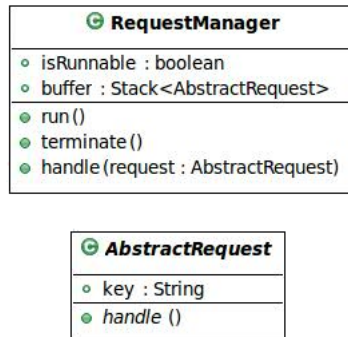 C RequestManager
isRunnable : boolean
buffer : Stack<AbstractRequest>
run()
terminate()
handle(request : AbstractRequest)
C AbstractRequest
key : String
handle ()